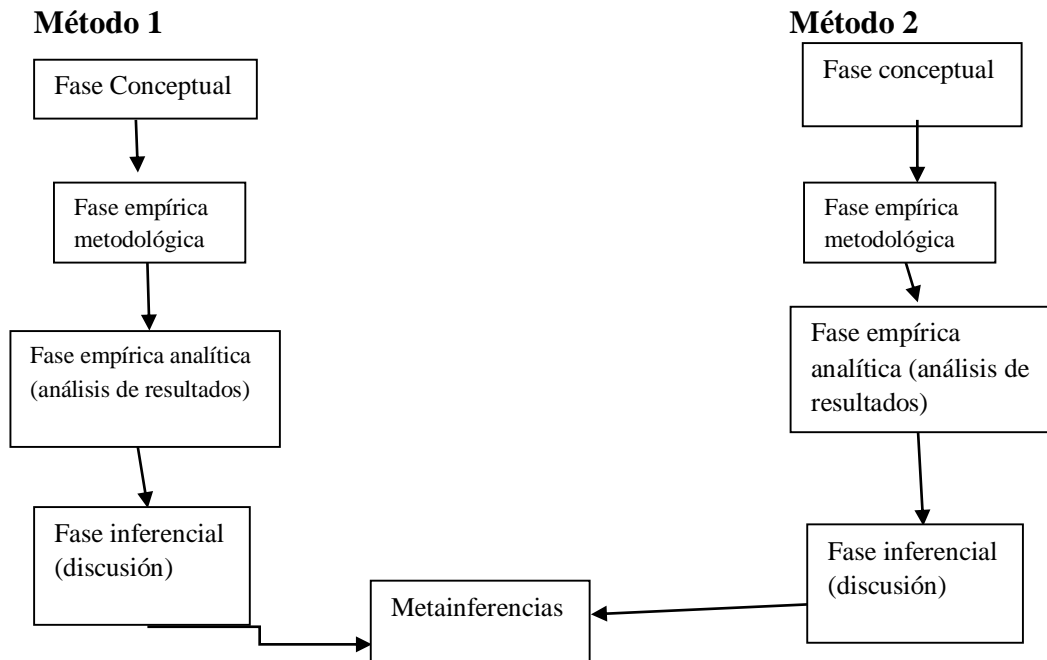 Método 1
Fase Conceptual
Fase empírica
metodológica
Fase empírica analítica
(análisis de resultados)
Fase inferencial
(discusión)
Método 2
Fase conceptual
Fase empírica
metodológica
Fase empírica
analítica (análisis de
resultados)
Fase inferencial
(discusión)
Metainferencias